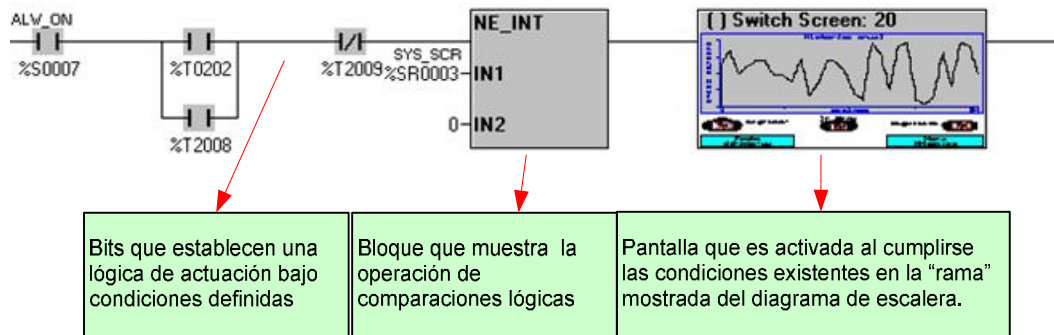 ALW_ON
%S0007
%T0202
%T2008
%T2009
SYS_SCR
%SR0003
NE_INT
IN1
0
IN2
[ ] Switch Screen: 20
Bits que establecen una
lógica de actuación bajo
condiciones definidas
Bloque que muestra la
operación de
comparaciones lógicas
Pantalla que es activada al cumplirse
las condiciones existentes en la “rama”
mostrada del diagrama de escalera.